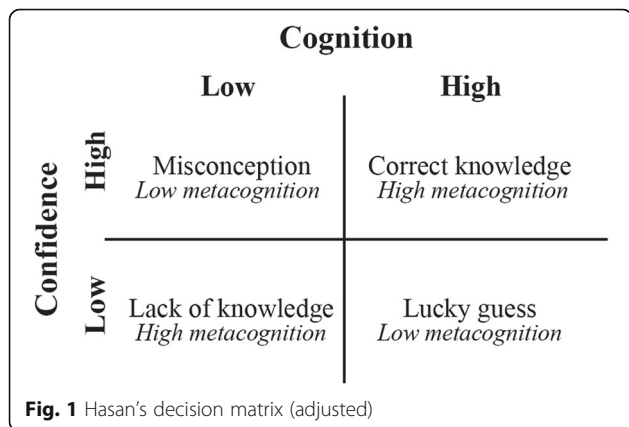 Cognition
Low High
Confidence
High
Misconception Correct knowledge
Low metacognition High metacognition
Low
Lack of knowledge Lucky guess
High metacognition Low metacognition
Fig. 1 Hasan's decision matrix (adjusted)